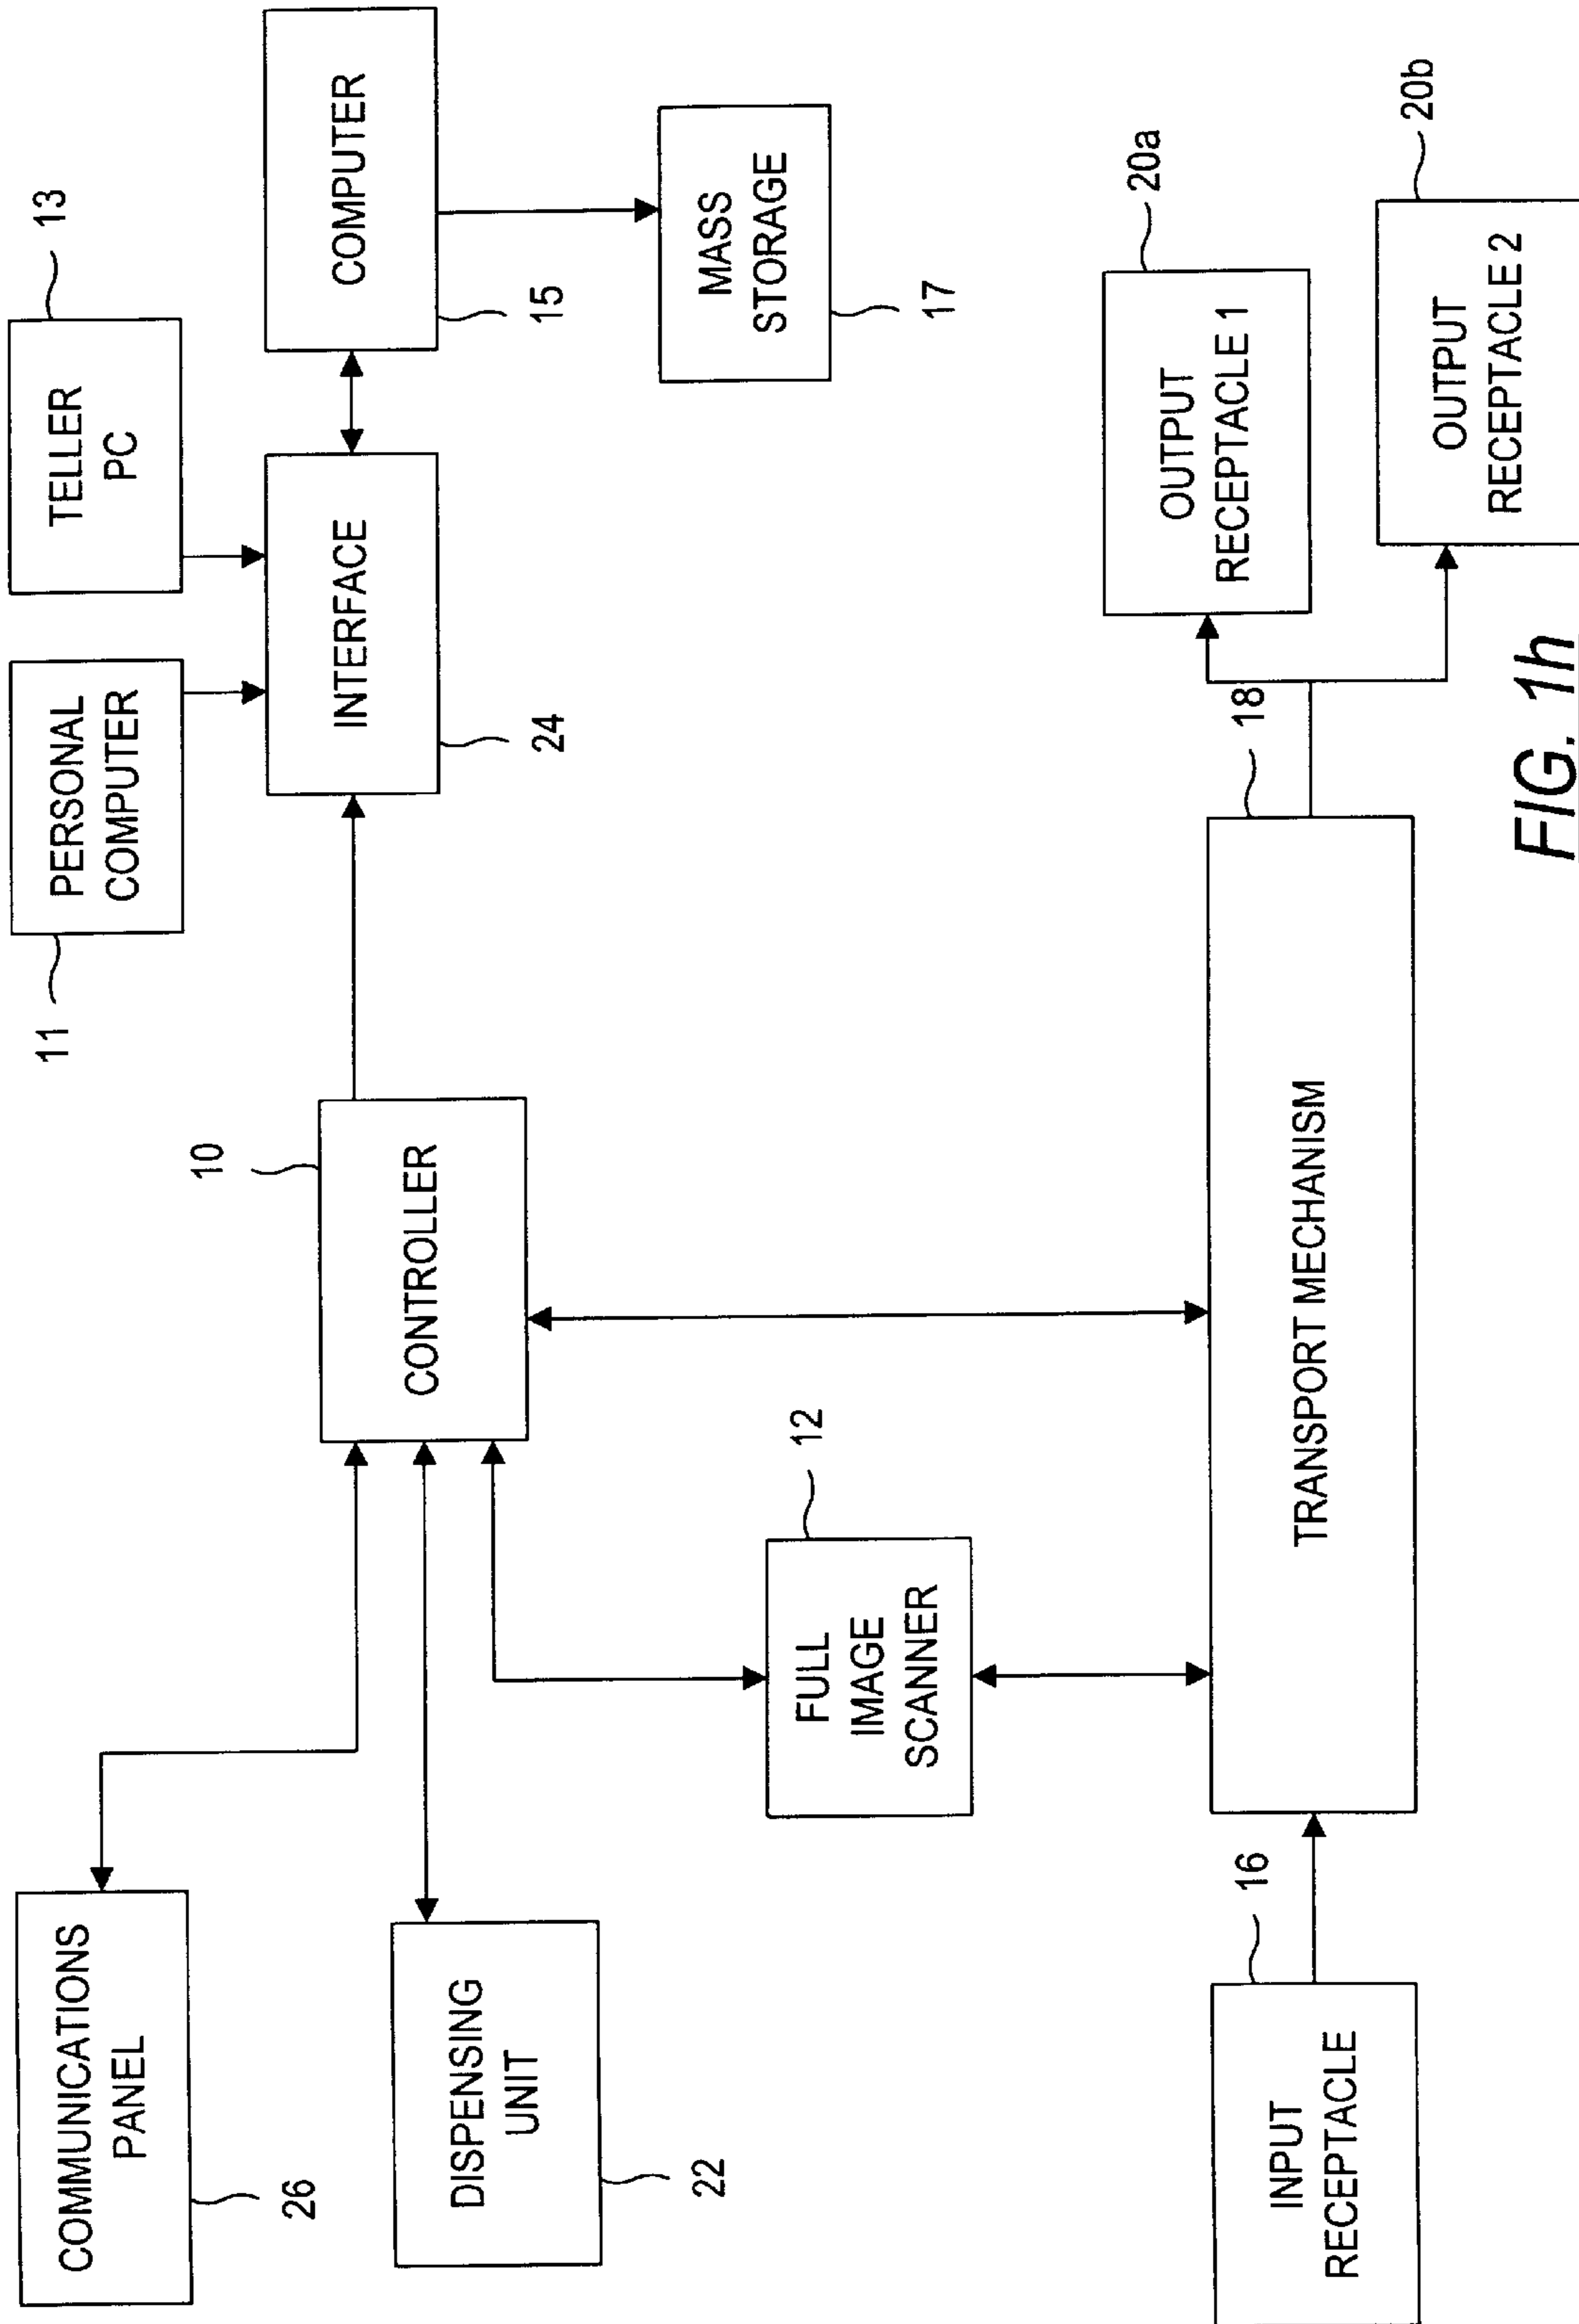 COMMUNICATIONS
PANEL
26
DISPENSING
UNIT
22
PERSONAL
COMPUTER
11
TELLER
PC
13
CONTROLLER
10
INTERFACE
24
COMPUTER
15
MASS
STORAGE
17
FULL
IMAGE
SCANNER
12
INPUT
RECEPTACLE
16
TRANSPORT MECHANISM
18
OUTPUT
RECEPTACLE 1
20a
OUTPUT
RECEPTACLE 2
20b
FIG. 1h